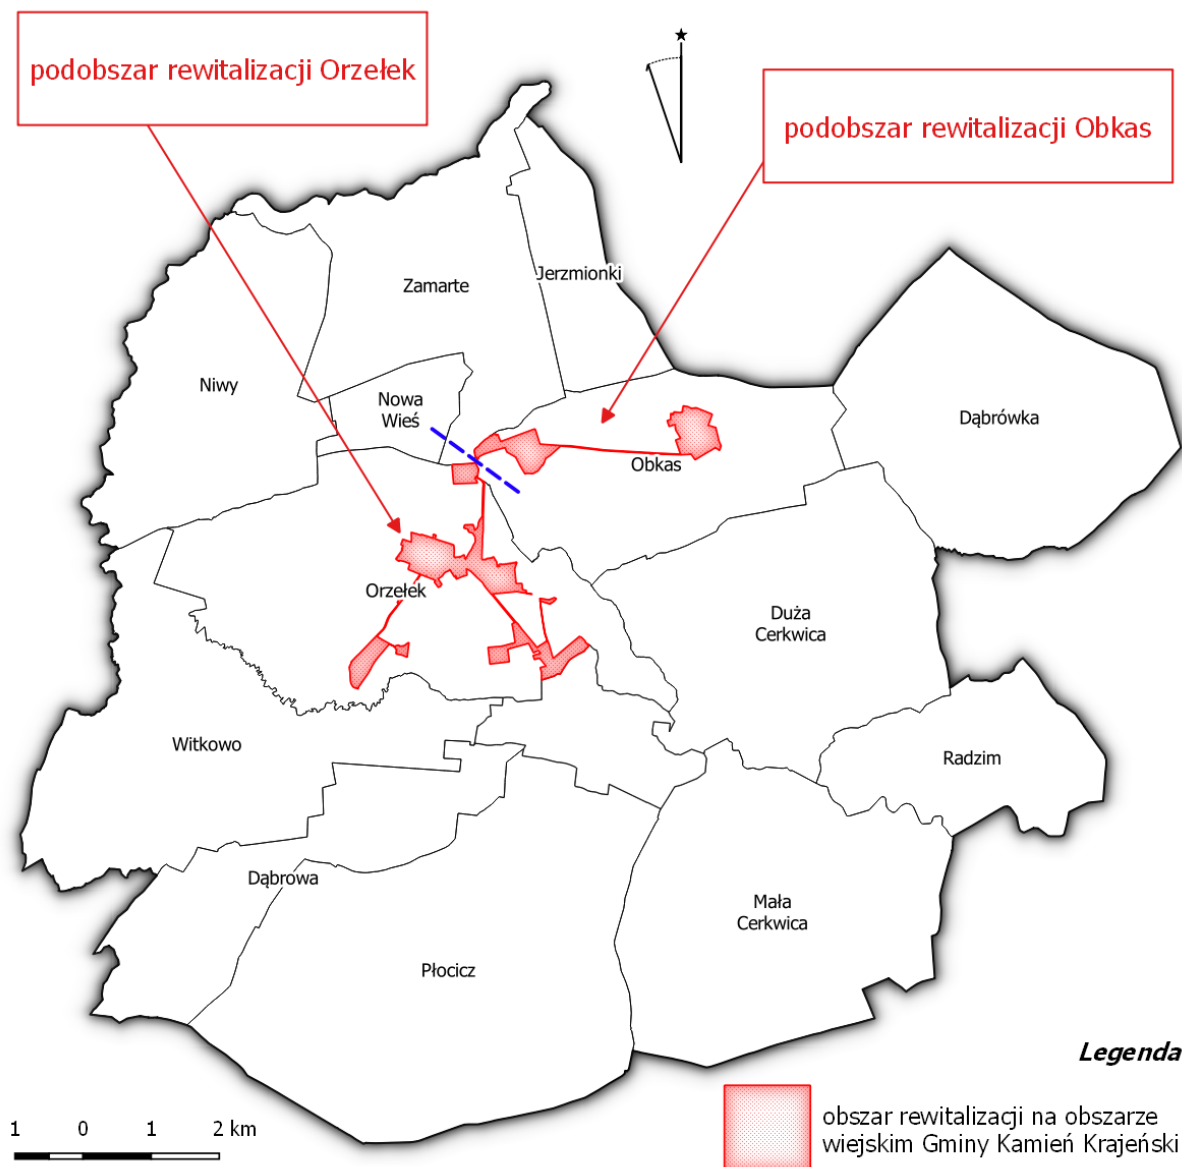 podobszar rewitalizacji Orzełek
podobszar rewitalizacji Obkas
Jerzmionki
Zamarte
Niwy
Nowa
Wieś
Dąbrówka
Obkas
Orzełek
Duża
Cerkwica
Witkowo
Radzim
Dąbrowa
Mała
Cerkwica
Płocicz
Legenda
1 0 1 2 km
obszar rewitalizacji na obszarze
wiejskim Gminy Kamień Krajeński